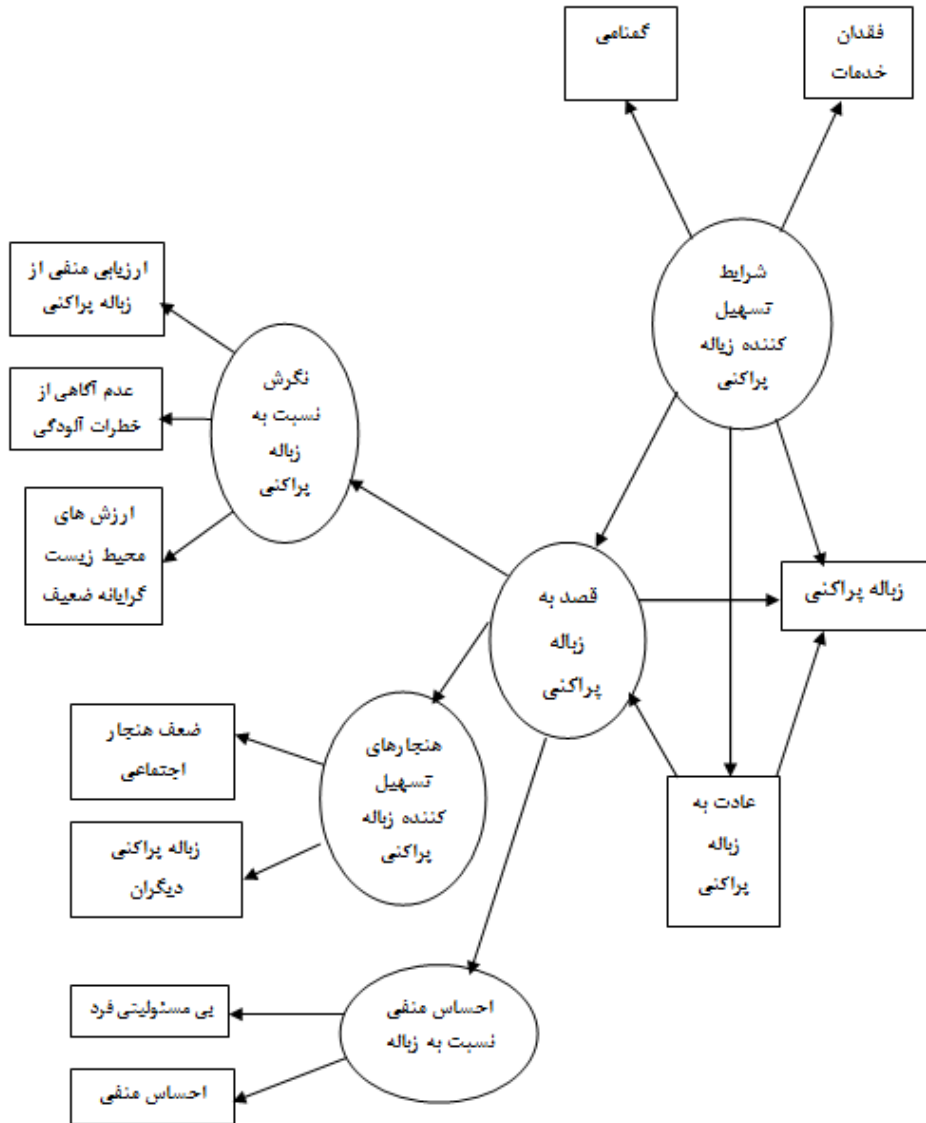 گمنامی
فقدان
خدمات
شرایط
تسهیل
کننده زباله
پراکنی
ارزیابی منفی از
زباله پراکنی
عدم آگاهی از
خطرات آلودگی
ارزش های
محیط زیست
گرایانه ضعیف
نگرش
نسبت به
زباله
پراکنی
قصد به
زباله
پراکنی
زباله پراکنی
ضعف هنجار
اجتماعی
زباله پراکنی
دیگران
هنجارهای
تسهیل
کننده زباله
پراکنی
عادت به
زباله
پراکنی
بی مسئولیتی فرد
احساس منفی
احساس منفی
نسبت به زباله